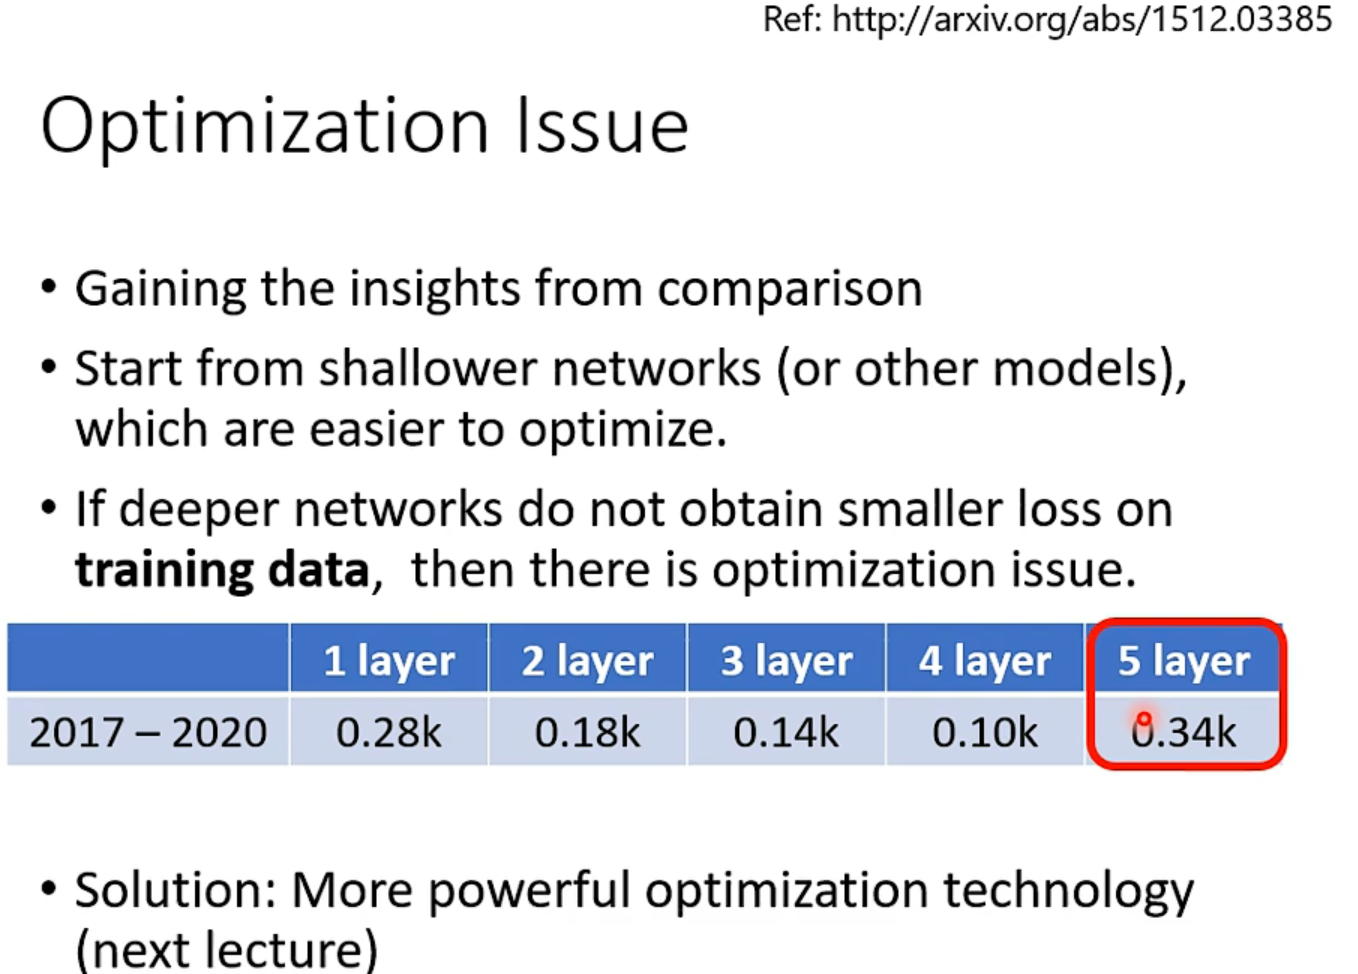 Ref: http://arxiv.org/abs/1512.03385
Optimization Issue
• Gaining the insights from comparison
• Start from shallower networks (or other models),
which are easier to optimize.
• If deeper networks do not obtain smaller loss on
training data, then there is optimization issue.
1 layer 2 layer 3 layer 4 layer 5 layer
2017 – 2020 0.28k 0.18k 0.14k 0.10k 0.34k
• Solution: More powerful optimization technology
(next lecture)